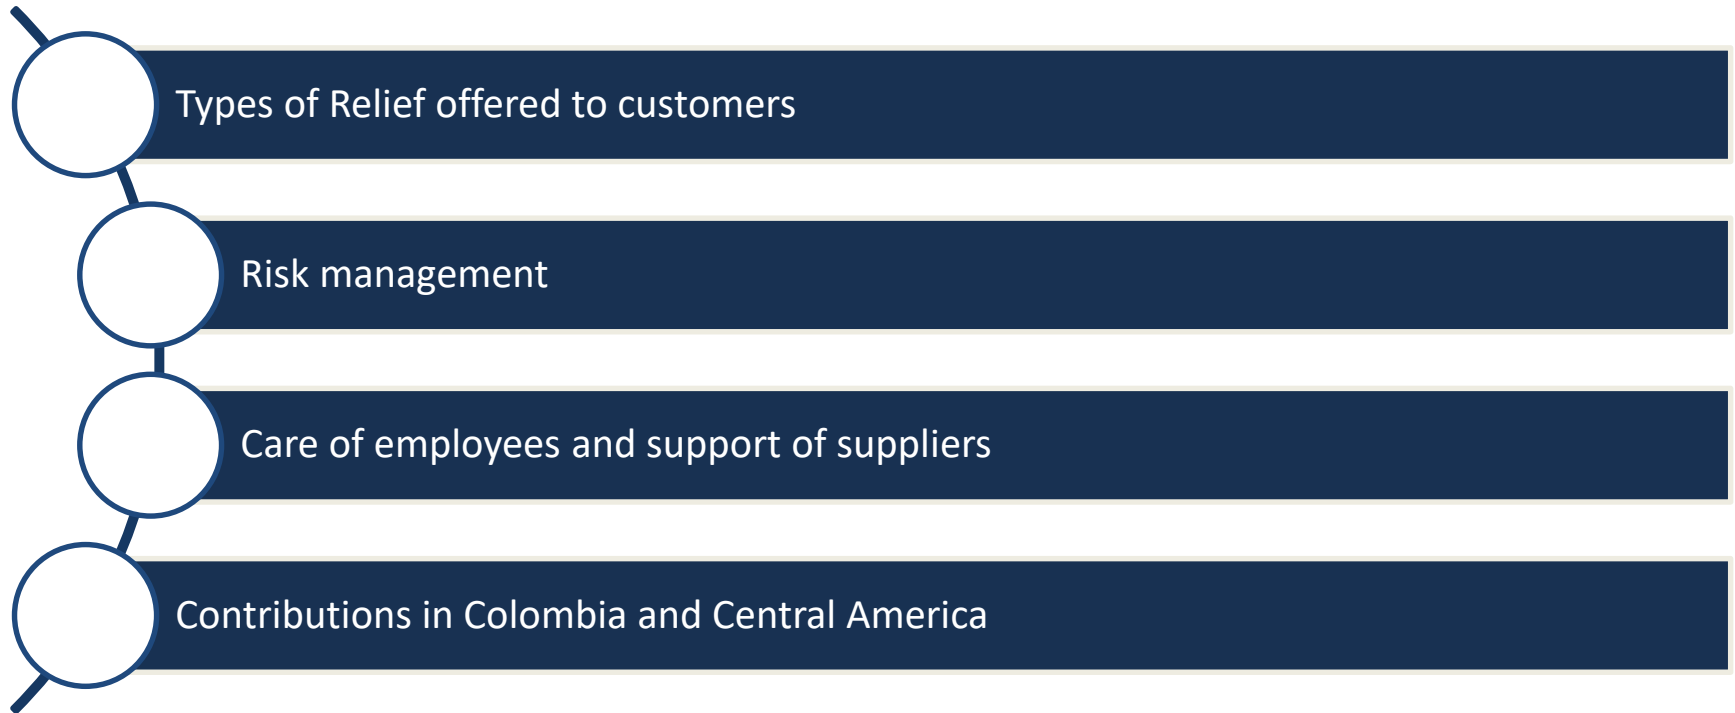 Types of Relief offered to customers
Risk management
Care of employees and support of suppliers
Contributions in Colombia and Central America